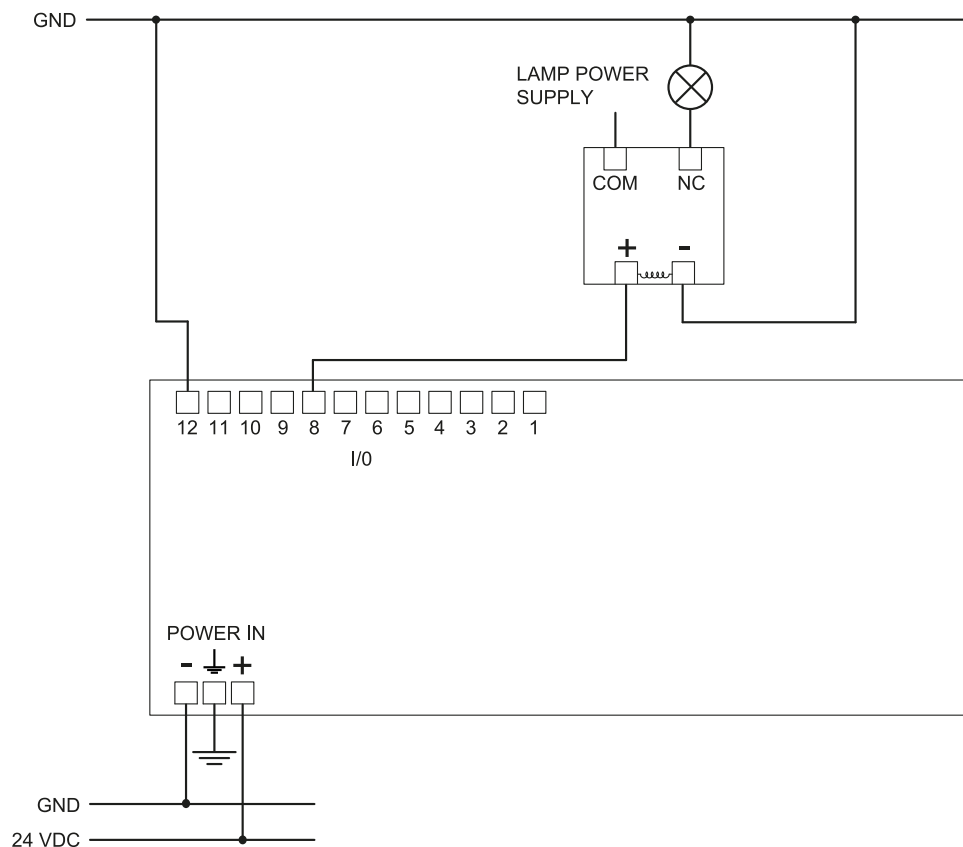 GND
LAMP POWER
SUPPLY
COM NC
+ -
12 11 10 9 8 7 6 5 4 3 2 1
I/0
POWER IN
- +
GND
24 VDC